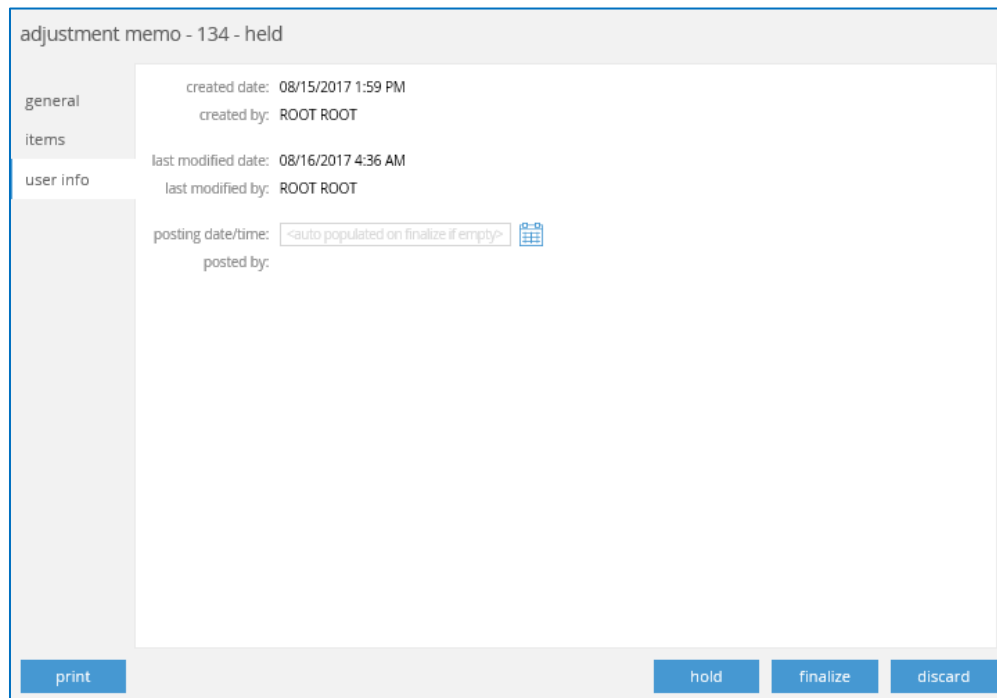 adjustment memo - 134 - held
general
items
user info
created date: 08/15/2017 1:59 PM
created by: ROOT ROOT
last modified date: 08/16/2017 4:36 AM
last modified by: ROOT ROOT
posting date/time: <auto populated on finalize if empty>
posted by:
print hold finalize discard